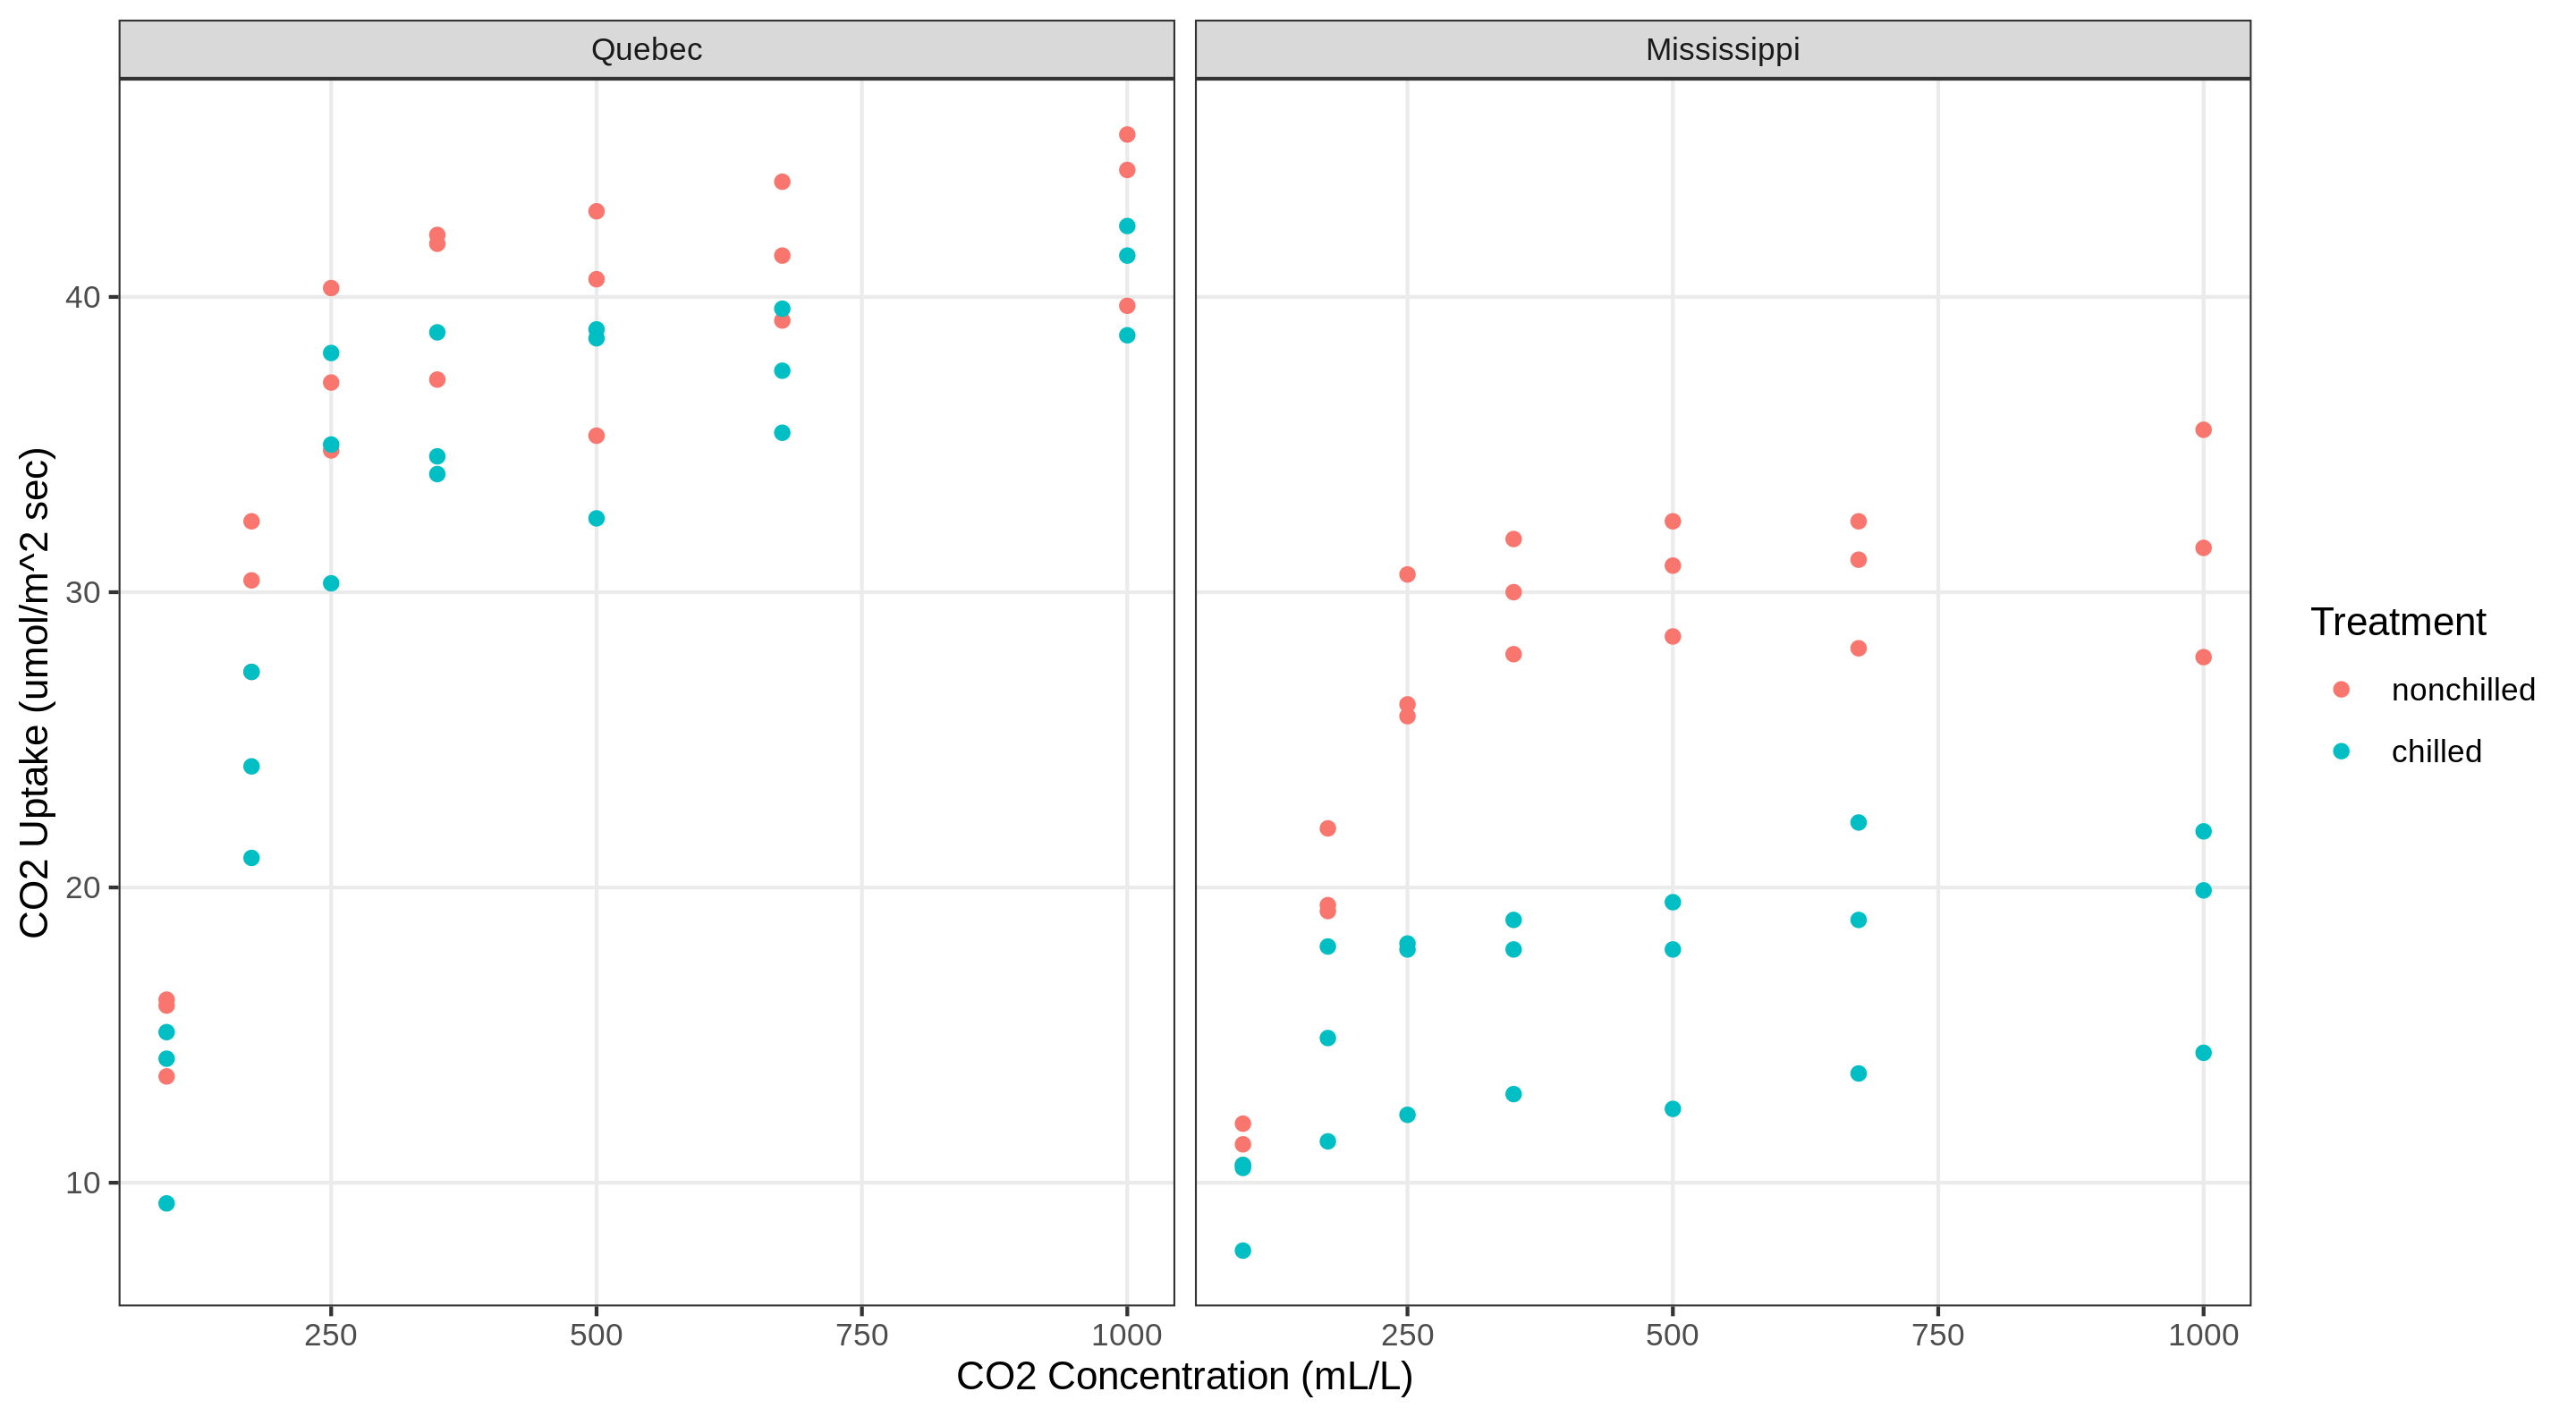 Quebec
Mississippi
CO2 Uptake (umol/m^2 sec)
40
30
20
10
250 500 750 1000
250 500 750 1000
CO2 Concentration (mL/L)
Treatment
nonchilled
chilled